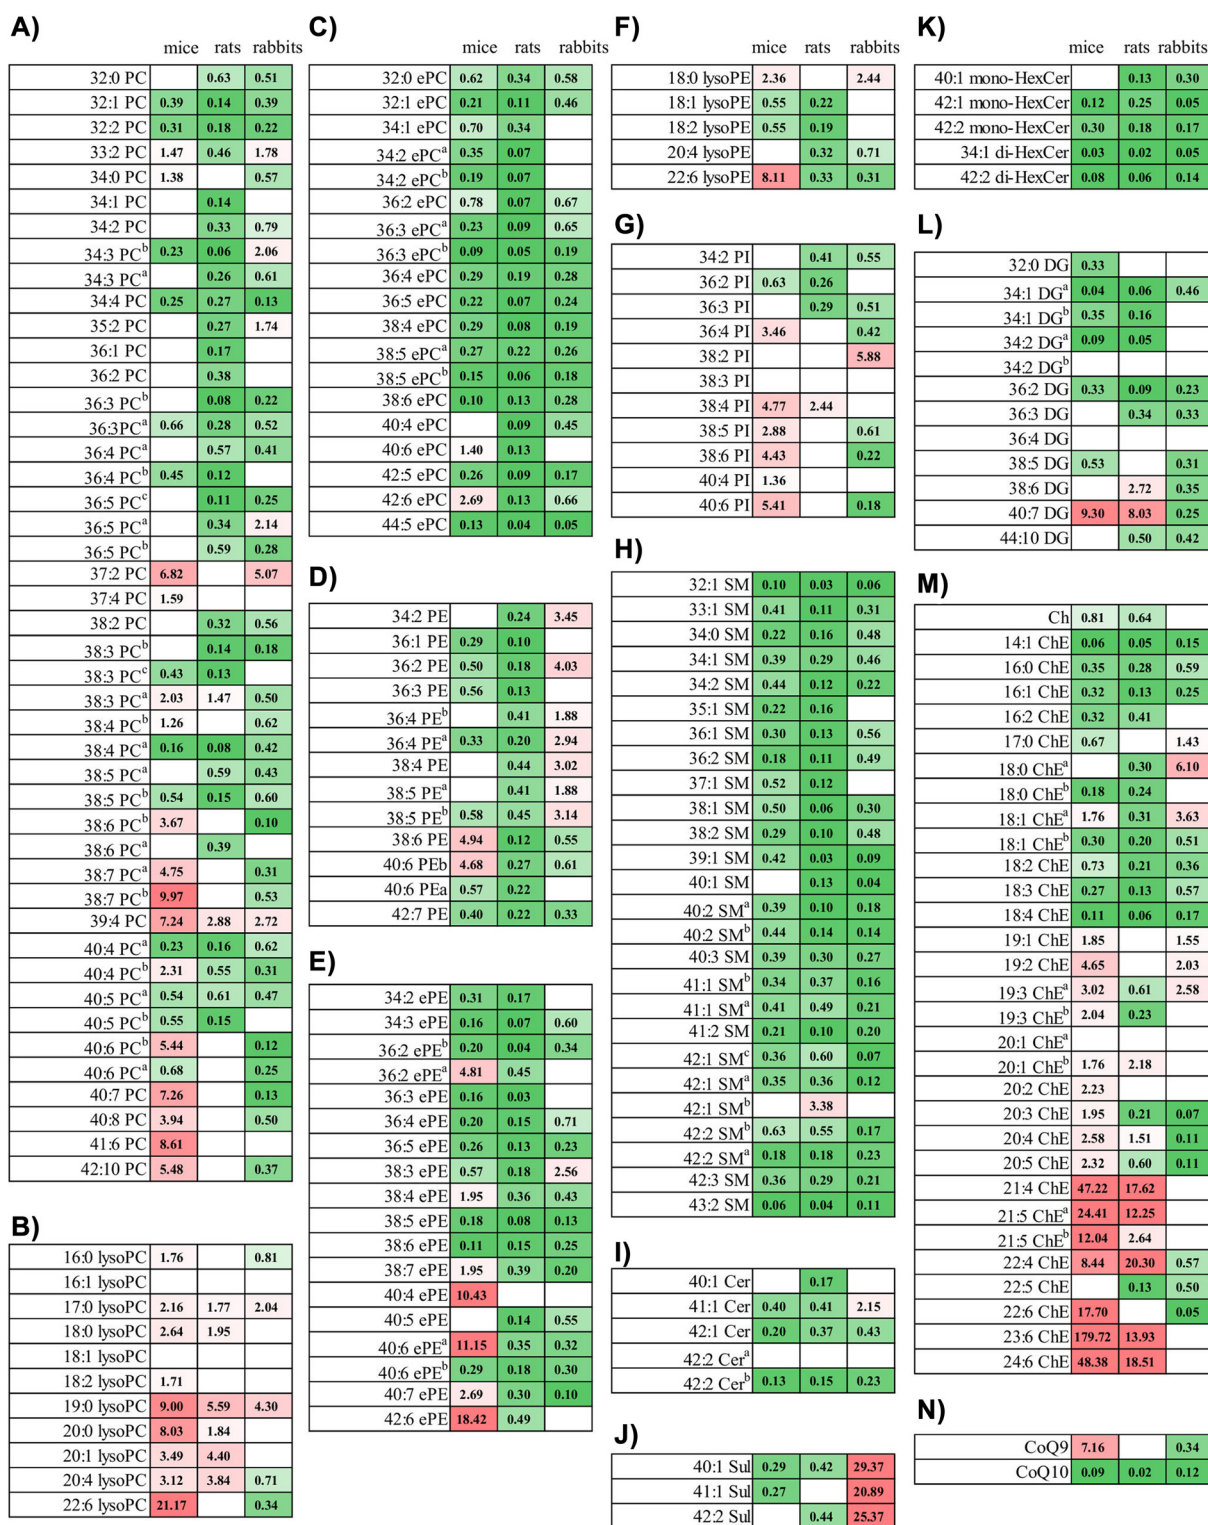 A)
mice rats rabbits
32:0 PC 0.63 0.51
32:1 PC 0.39 0.14 0.39
32:2 PC 0.31 0.18 0.22
33:2 PC 1.47 0.46 1.78
34:0 PC 1.38 0.57
34:1 PC 0.14
34:2 PC 0.33 0.79
34:3 PCb 0.23 0.06 2.06
34:3 PCa 0.26 0.61
34:4 PC 0.25 0.27 0.13
35:2 PC 0.27 1.74
36:1 PC 0.17
36:2 PC 0.38
36:3 PCb 0.08 0.22
36:3PCa 0.66 0.28 0.52
36:4 PCa 0.57 0.41
36:4 PCb 0.45 0.12
36:5 PCc 0.11 0.25
36:5 PCa 0.34 2.14
36:5 PCb 0.59 0.28
37:2 PC 6.82 5.07
37:4 PC 1.59
38:2 PC 0.32 0.56
38:3 PCb 0.14 0.18
38:3 PCc 0.43 0.13
38:3 PCa 2.03 1.47 0.50
38:4 PCb 1.26 0.62
38:4 PCa 0.16 0.08 0.42
38:5 PCa 0.59 0.43
38:5 PCb 0.54 0.15 0.60
38:6 PCb 3.67 0.10
38:6 PCa 0.39
38:7 PCa 4.75 0.31
38:7 PCb 9.97 0.53
39:4 PC 7.24 2.88 2.72
40:4 PCa 0.23 0.16 0.62
40:4 PCb 2.31 0.55 0.31
40:5 PCa 0.54 0.61 0.47
40:5 PCb 0.55 0.15
40:6 PCb 5.44 0.12
40:6 PCa 0.68 0.25
40:7 PC 7.26 0.13
40:8 PC 3.94 0.50
41:6 PC 8.61
42:10 PC 5.48 0.37
B)
16:0 lysoPC 1.76 0.81
16:1 lysoPC
17:0 lysoPC 2.16 1.77 2.04
18:0 lysoPC 2.64 1.95
18:1 lysoPC
18:2 lysoPC 1.71
19:0 lysoPC 9.00 5.59 4.30
20:0 lysoPC 8.03 1.84
20:1 lysoPC 3.49 4.40
20:4 lysoPC 3.12 3.84 0.71
22:6 lysoPC 21.17 0.34
C)
mice rats rabbits
32:0 ePC 0.62 0.34 0.58
32:1 ePC 0.21 0.11 0.46
34:1 ePC 0.70 0.34
34:2 ePCa 0.35 0.07
34:2 ePCb 0.19 0.07
36:2 ePC 0.78 0.07 0.67
36:3 ePCa 0.23 0.09 0.65
36:3 ePCb 0.09 0.05 0.19
36:4 ePC 0.29 0.19 0.28
36:5 ePC 0.22 0.07 0.24
38:4 ePC 0.29 0.08 0.19
38:5 ePCa 0.27 0.22 0.26
38:5 ePCb 0.15 0.06 0.18
38:6 ePC 0.10 0.13 0.28
40:4 ePC 0.09 0.45
40:6 ePC 1.40 0.13
42:5 ePC 0.26 0.09 0.17
42:6 ePC 2.69 0.13 0.66
44:5 ePC 0.13 0.04 0.05
D)
34:2 PE 0.24 3.45
36:1 PE 0.29 0.10
36:2 PE 0.50 0.18 4.03
36:3 PE 0.56 0.13
36:4 PEb 0.41 1.88
36:4 PEa 0.33 0.20 2.94
38:4 PE 0.44 3.02
38:5 PEa 0.41 1.88
38:5 PEb 0.58 0.45 3.14
38:6 PE 4.94 0.12 0.55
40:6 PEb 4.68 0.27 0.61
40:6 PEa 0.57 0.22
42:7 PE 0.40 0.22 0.33
E)
34:2 ePE 0.31 0.17
34:3 ePE 0.16 0.07 0.60
36:2 ePEb 0.20 0.04 0.34
36:2 ePEa 4.81 0.45
36:3 ePE 0.16 0.03
36:4 ePE 0.20 0.15 0.71
36:5 ePE 0.26 0.13 0.23
38:3 ePE 0.57 0.18 2.56
38:4 ePE 1.95 0.36 0.43
38:5 ePE 0.18 0.08 0.13
38:6 ePE 0.11 0.15 0.25
38:7 ePE 1.95 0.39 0.20
40:4 ePE 10.43
40:5 ePE 0.14 0.55
40:6 ePEa 11.15 0.35 0.32
40:6 ePEb 0.29 0.18 0.30
40:7 ePE 2.69 0.30 0.10
42:6 ePE 18.42 0.49
F)
mice rats rabbits
18:0 lysoPE 2.36 2.44
18:1 lysoPE 0.55 0.22
18:2 lysoPE 0.55 0.19
20:4 lysoPE 0.32 0.71
22:6 lysoPE 8.11 0.33 0.31
G)
34:2 PI 0.41 0.55
36:2 PI 0.63 0.26
36:3 PI 0.29 0.51
36:4 PI 3.46 0.42
38:2 PI 5.88
38:3 PI
38:4 PI 4.77 2.44
38:5 PI 2.88 0.61
38:6 PI 4.43 0.22
40:4 PI 1.36
40:6 PI 5.41 0.18
H)
32:1 SM 0.10 0.03 0.06
33:1 SM 0.41 0.11 0.31
34:0 SM 0.22 0.16 0.48
34:1 SM 0.39 0.29 0.46
34:2 SM 0.44 0.12 0.22
35:1 SM 0.22 0.16
36:1 SM 0.30 0.13 0.56
36:2 SM 0.18 0.11 0.49
37:1 SM 0.52 0.12
38:1 SM 0.50 0.06 0.30
38:2 SM 0.29 0.10 0.48
39:1 SM 0.42 0.03 0.09
40:1 SM 0.13 0.04
40:2 SMa 0.39 0.10 0.18
40:2 SMb 0.44 0.14 0.14
40:3 SM 0.39 0.30 0.27
41:1 SMb 0.34 0.37 0.16
41:1 SMa 0.41 0.49 0.21
41:2 SM 0.21 0.10 0.20
42:1 SMc 0.36 0.60 0.07
42:1 SMa 0.35 0.36 0.12
42:1 SMb 3.38
42:2 SMb 0.63 0.55 0.17
42:2 SMa 0.18 0.18 0.23
42:3 SM 0.36 0.29 0.21
43:2 SM 0.06 0.04 0.11
I)
40:1 Cer 0.17
41:1 Cer 0.40 0.41 2.15
42:1 Cer 0.20 0.37 0.43
42:2 Cera
42:2 Cerb 0.13 0.15 0.23
J)
40:1 Sul 0.29 0.42 29.37
41:1 Sul 0.27 20.89
42:2 Sul 0.44 25.37
K)
mice rats rabbits
40:1 mono-HexCer 0.13 0.30
42:1 mono-HexCer 0.12 0.25 0.05
42:2 mono-HexCer 0.30 0.18 0.17
34:1 di-HexCer 0.03 0.02 0.05
42:2 di-HexCer 0.08 0.06 0.14
L)
32:0 DG 0.33
34:1 DGa 0.04 0.06 0.46
34:1 DGb 0.35 0.16
34:2 DGa 0.09 0.05
34:2 DGb
36:2 DG 0.33 0.09 0.23
36:3 DG 0.34 0.33
36:4 DG
38:5 DG 0.53 0.31
38:6 DG 2.72 0.35
40:7 DG 9.30 8.03 0.25
44:10 DG 0.50 0.42
M)
Ch 0.81 0.64
14:1 ChE 0.06 0.05 0.15
16:0 ChE 0.35 0.28 0.59
16:1 ChE 0.32 0.13 0.25
16:2 ChE 0.32 0.41
17:0 ChE 0.67 1.43
18:0 ChEa 0.30 6.10
18:0 ChEb 0.18 0.24
18:1 ChEa 1.76 0.31 3.63
18:1 ChEb 0.30 0.20 0.51
18:2 ChE 0.73 0.21 0.36
18:3 ChE 0.27 0.13 0.57
18:4 ChE 0.11 0.06 0.17
19:1 ChE 1.85 1.55
19:2 ChE 4.65 2.03
19:3 ChEa 3.02 0.61 2.58
19:3 ChEb 2.04 0.23
20:1 ChEa
20:1 ChEb 1.76 2.18
20:2 ChE 2.23
20:3 ChE 1.95 0.21 0.07
20:4 ChE 2.58 1.51 0.11
20:5 ChE 2.32 0.60 0.11
21:4 ChE 47.22 17.62
21:5 ChEa 24.41 12.25
21:5 ChEb 12.04 2.64
22:4 ChE 8.44 20.30 0.57
22:5 ChE 0.13 0.50
22:6 ChE 17.70 0.05
23:6 ChE 179.72 13.93
24:6 ChE 48.38 18.51
N)
CoQ9 7.16 0.34
CoQ10 0.09 0.02 0.12